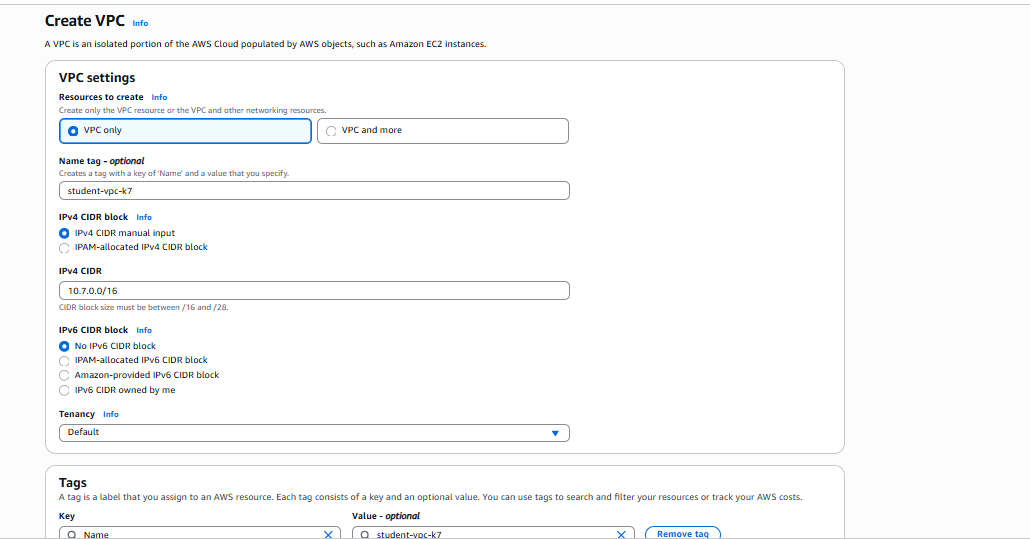 Create VPC Info
A VPC is an isolated portion of the AWS Cloud populated by AWS objects, such as Amazon EC2 instances.
VPC settings
Resources to create Info
Create only the VPC resource or the VPC and other networking resources.
VPC only VPC and more
Name tag - optional
Creates a tag with a key of 'Name' and a value that you specify.
student-vpc-k7
IPv4 CIDR block Info
IPv4 CIDR manual input
IPAM-allocated IPv4 CIDR block
IPv4 CIDR
10.7.0.0/16
CIDR block size must be between /16 and /28.
IPv6 CIDR block Info
No IPv6 CIDR block
IPAM-allocated IPv6 CIDR block
Amazon-provided IPv6 CIDR block
IPv6 CIDR owned by me
Tenancy Info
Default
Tags
A tag is a label that you assign to an AWS resource. Each tag consists of a key and an optional value. You can use tags to search and filter your resources or track your AWS costs.
Key Value - optional
Name student-vpc-k7 Remove tag